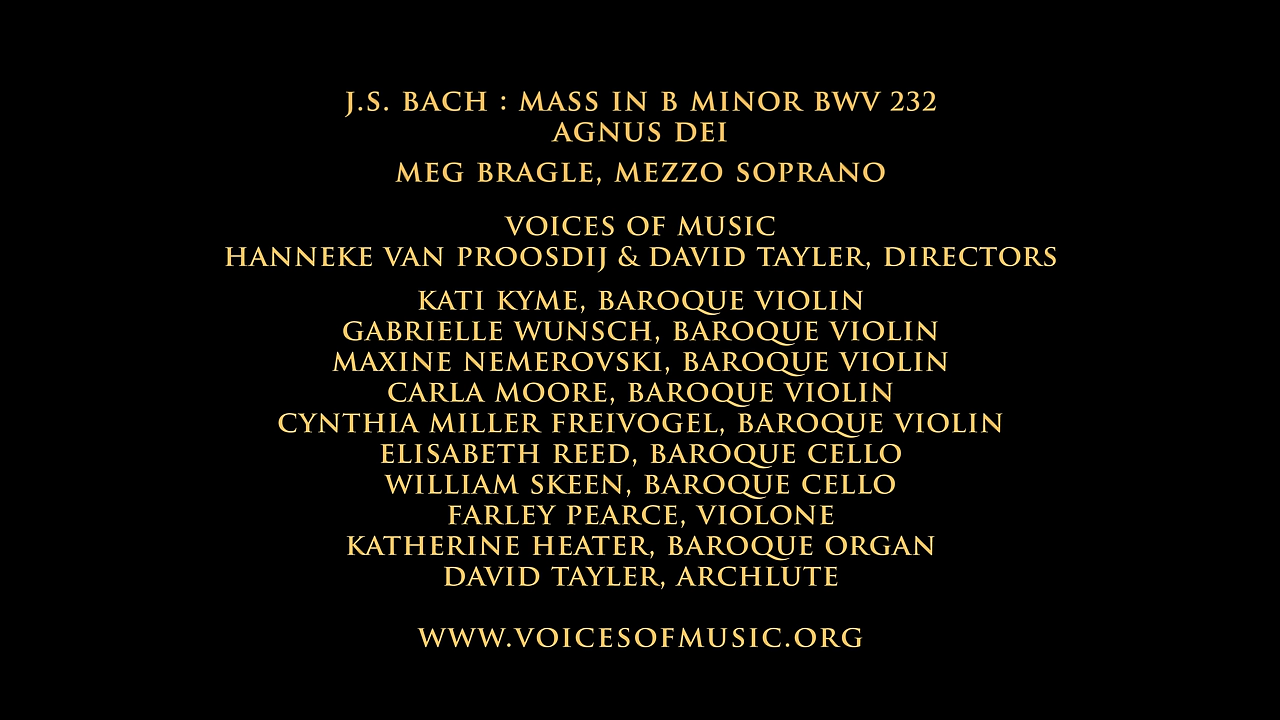 J.S. BACH : MASS IN B MINOR BWV 232
AGNUS DEI
MEG BRAGLE, MEZZO SOPRANO
VOICES OF MUSIC
HANNEKE VAN PROOSDIJ & DAVID TAYLER, DIRECTORS
KATI KYME, BAROQUE VIOLIN
GABRIELLE WUNSCH, BAROQUE VIOLIN
MAXINE NEMEROVSKI, BAROQUE VIOLIN
CARLA MOORE, BAROQUE VIOLIN
CYNTHIA MILLER FREIVOGEL, BAROQUE VIOLIN
ELISABETH REED, BAROQUE CELLO
WILLIAM SKEEN, BAROQUE CELLO
FARLEY PEARCE, VIOLONE
KATHERINE HEATER, BAROQUE ORGAN
DAVID TAYLER, ARCHLUTE
WWW.VOICESOFMUSIC.ORG